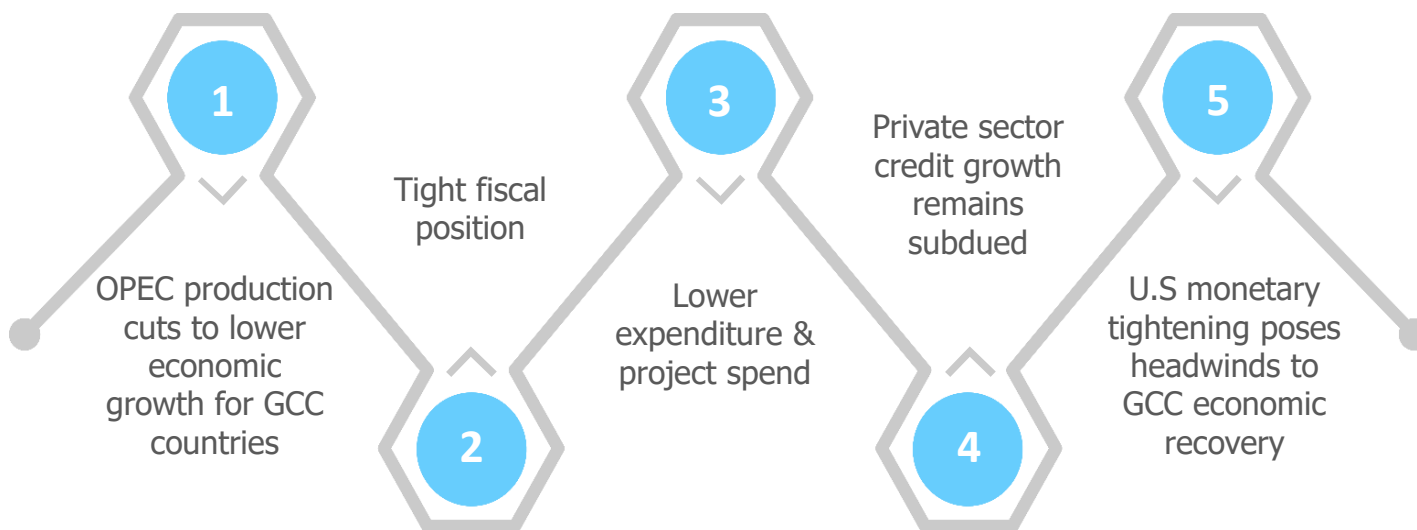 1
OPEC production
cuts to lower
economic
growth for GCC
countries
Tight fiscal
position
2
3
Lower
expenditure &
project spend
Private sector
credit growth
remains
subdued
4
5
U.S monetary
tightening poses
headwinds to
GCC economic
recovery